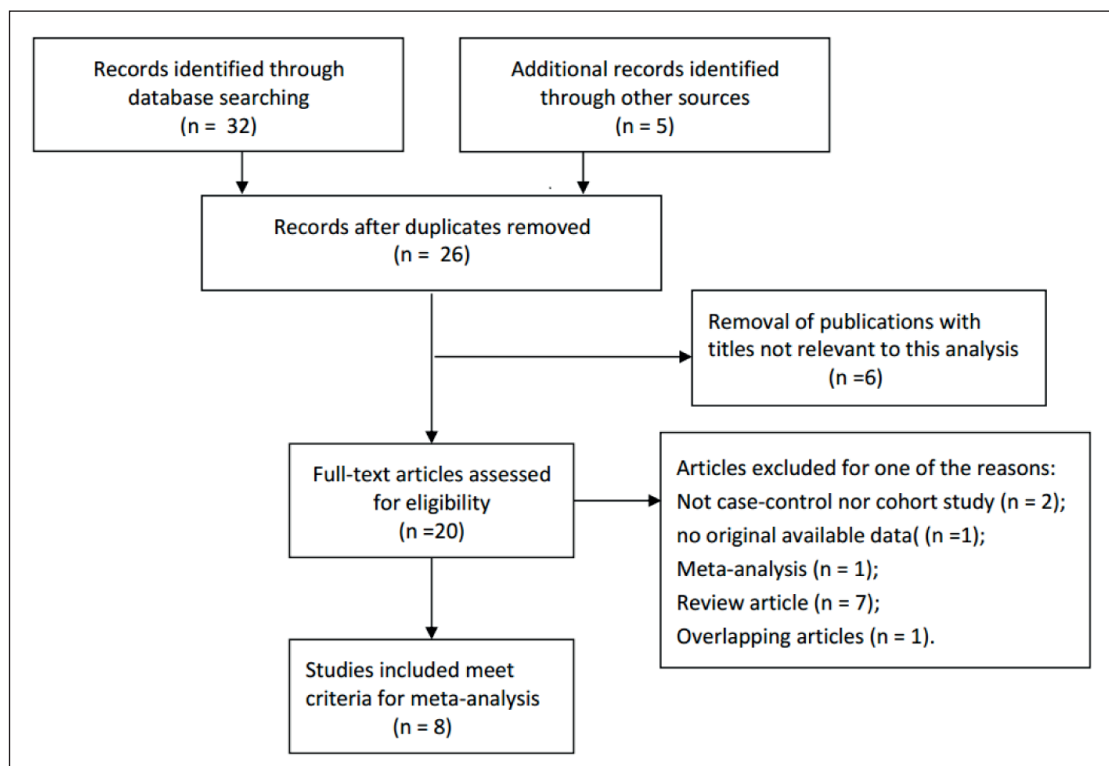 Records identified through
database searching
(n = 32)
Additional records identified
through other sources
(n = 5)
Records after duplicates removed
(n = 26)
Removal of publications with
titles not relevant to this analysis
(n =6)
Full-text articles assessed
for eligibility
(n =20)
Articles excluded for one of the reasons:
Not case-control nor cohort study (n = 2);
no original available data( (n =1);
Meta-analysis (n = 1);
Review article (n = 7);
Overlapping articles (n = 1).
Studies included meet
criteria for meta-analysis
(n = 8)